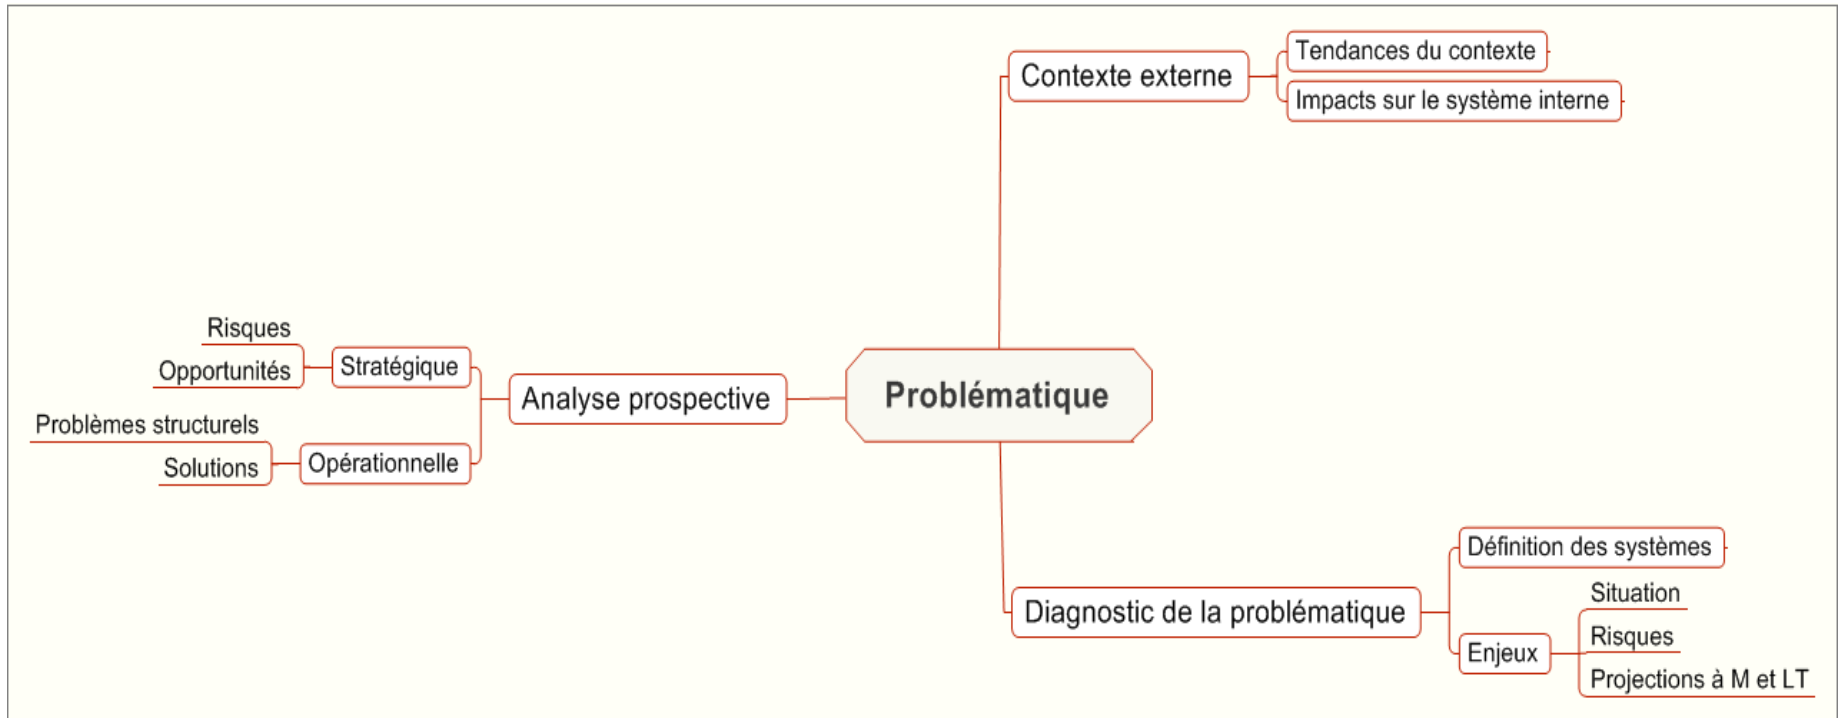 Contexte externe
Tendances du contexte
Impacts sur le système interne
Problématique
Analyse prospective
Stratégique
Risques
Opportunités
Opérationnelle
Problèmes structurels
Solutions
Diagnostic de la problématique
Définition des systèmes
Enjeux
Situation
Risques
Projections à M et LT